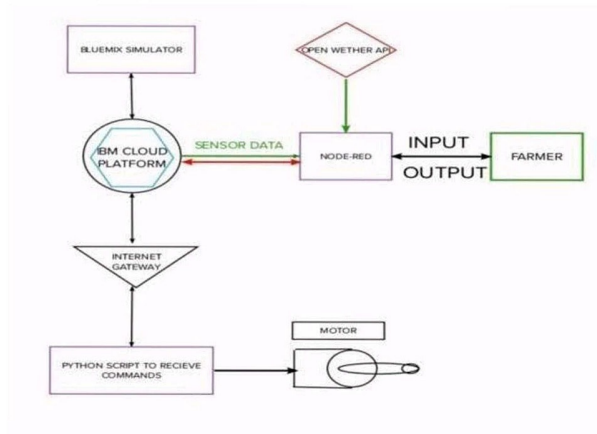 BLUEMIX SIMULATOR
OPEN WETHER API
IBM CLOUD
PLATFORM
SENSOR DATA
NODE-RED
INPUT
OUTPUT
FARMER
INTERNET
GATEWAY
MOTOR
PYTHON SCRIPT TO RECIEVE
COMMANDS